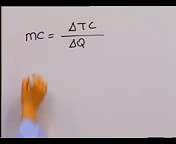 MC = ΔTC / ΔQ